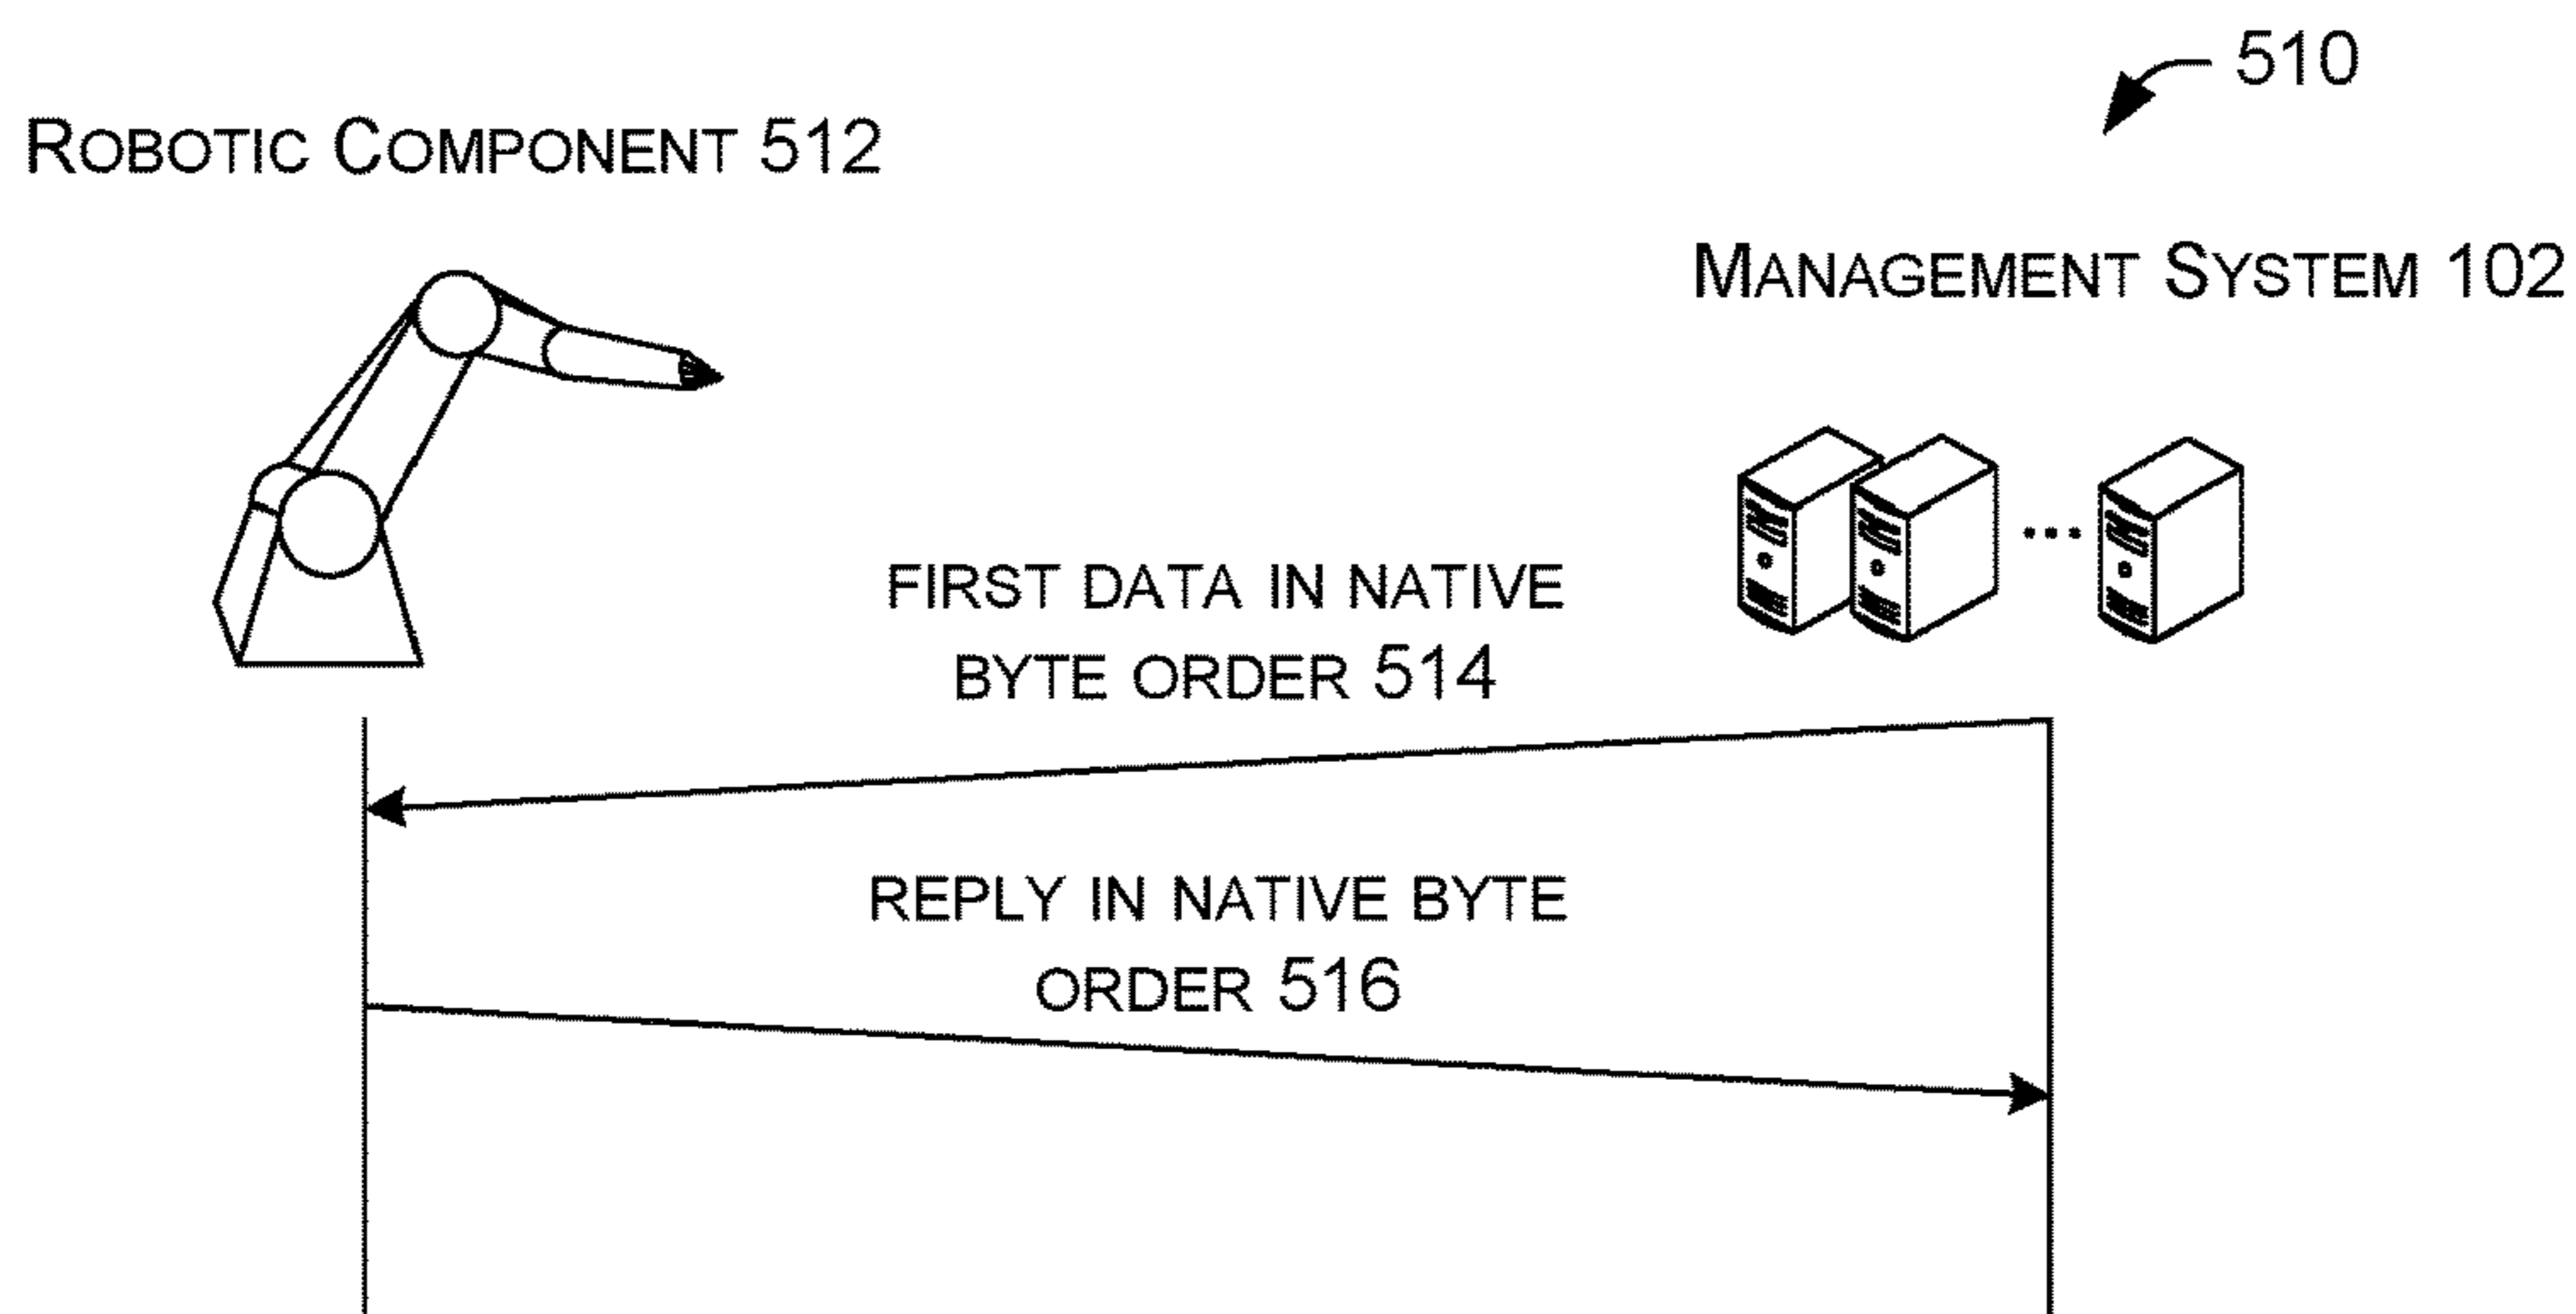 510
ROBOTIC COMPONENT 512
MANAGEMENT SYSTEM 102
FIRST DATA IN NATIVE
BYTE ORDER 514
REPLY IN NATIVE BYTE
ORDER 516